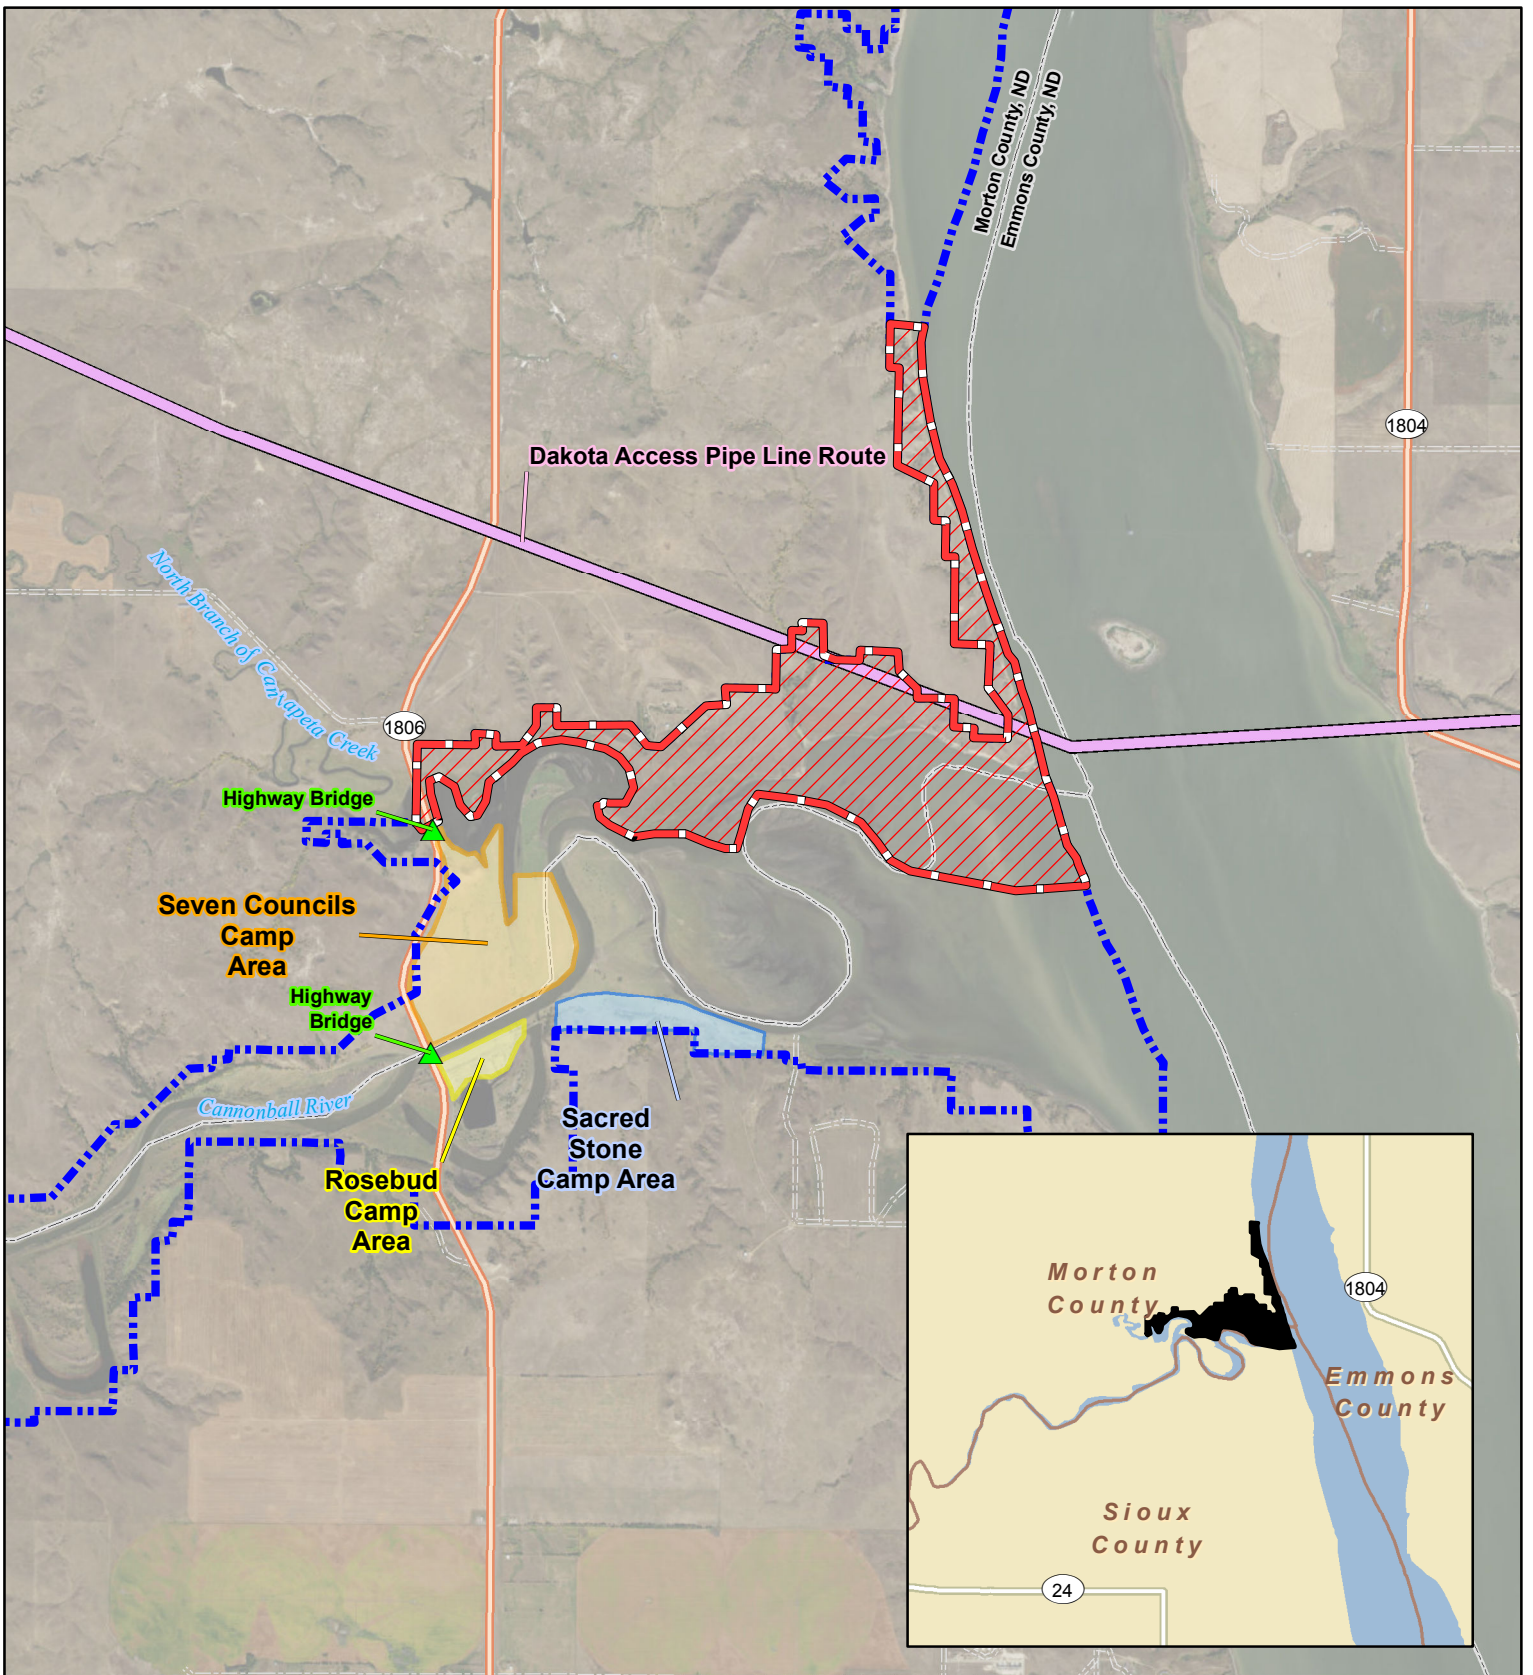 Morton County, ND
Emmons County, ND
1804
Dakota Access Pipe Line Route
North Branch of Cannapeta Creek
1806
Highway Bridge
Seven Councils
Camp
Area
Highway
Bridge
Cannonball River
Sacred
Stone
Camp Area
Rosebud
Camp
Area
Morton
County
1804
Emmons
County
Sioux
County
24